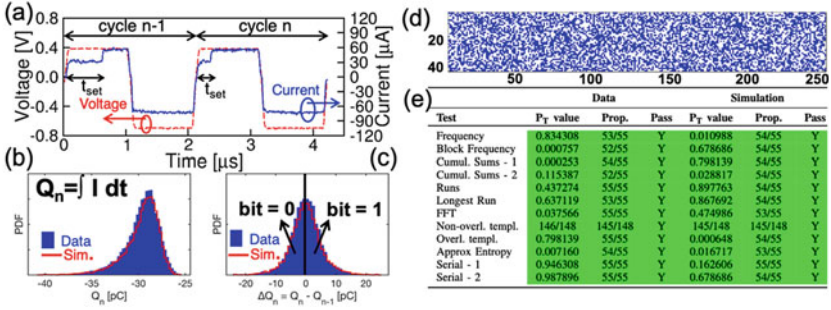 (a)
cycle n-1
cycle n
Voltage [V]
0.8
0.4
0.0
-0.4
-0.8
t_set
t_set
Voltage
Current
120
90
60
30
0
-30
-60
-90
-120
Current [µA]
0
1
2
3
4
Time [µs]
(b)
Q_n=∫ I dt
PDF
Data
Sim.
-40
-35
-30
-25
Q_n [pC]
(c)
bit = 0
bit = 1
PDF
Data
Sim.
-20
-10
0
10
20
ΔQ_n = Q_n - Q_n-1 [pC]
(d)
20
40
50
100
150
200
250
(e)
Data Simulation
Test P_T value Prop. Pass P_T value Prop. Pass
Frequency 0.834308 53/55 Y 0.010988 54/55 Y
Block Frequency 0.000757 52/55 Y 0.678686 54/55 Y
Cumul. Sums - 1 0.000253 54/55 Y 0.798139 55/55 Y
Cumul. Sums - 2 0.115387 52/55 Y 0.028817 54/55 Y
Runs 0.437274 55/55 Y 0.897763 54/55 Y
Longest Run 0.637119 53/55 Y 0.867692 54/55 Y
FFT 0.037566 55/55 Y 0.474986 53/55 Y
Non-overl. templ. 146/148 145/148 Y 145/148 145/148 Y
Overl. templ. 0.798139 55/55 Y 0.000648 54/55 Y
Approx Entropy 0.007160 54/55 Y 0.016717 53/55 Y
Serial - 1 0.946308 55/55 Y 0.162606 55/55 Y
Serial - 2 0.987896 55/55 Y 0.678686 54/55 Y